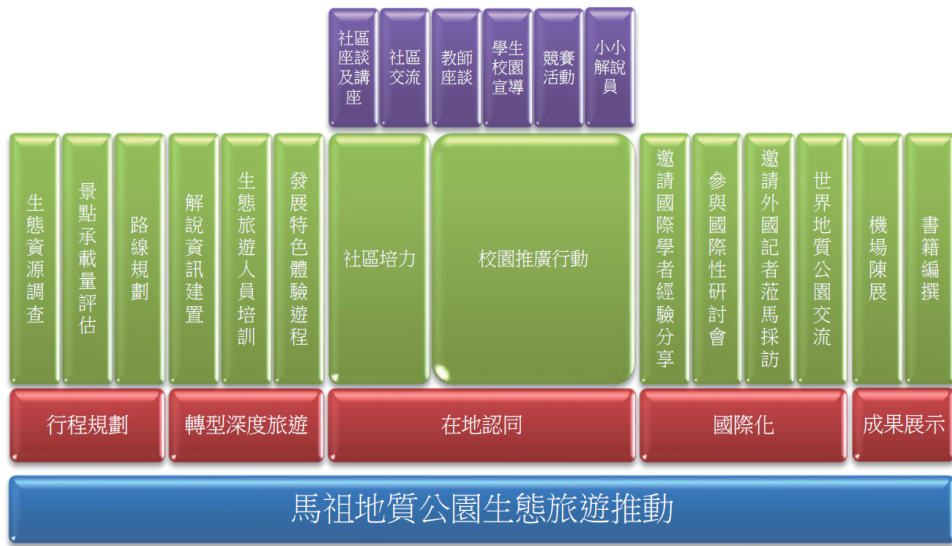 社區
座談
及講
座
社區
交流
教師
座談
學生
校園
宣導
競賽
活動
小小
解說
員
生態資源調查
景點承載量評估
路線規劃
解說資訊建置
生態旅遊人員培訓
發展特色體驗遊程
社區培力
校園推廣行動
邀請國際學者經驗分享
參與國際性研討會
邀請外國記者蒞馬採訪
世界地質公園交流
機場陳展
書籍編撰
行程規劃
轉型深度旅遊
在地認同
國際化
成果展示
馬祖地質公園生態旅遊推動